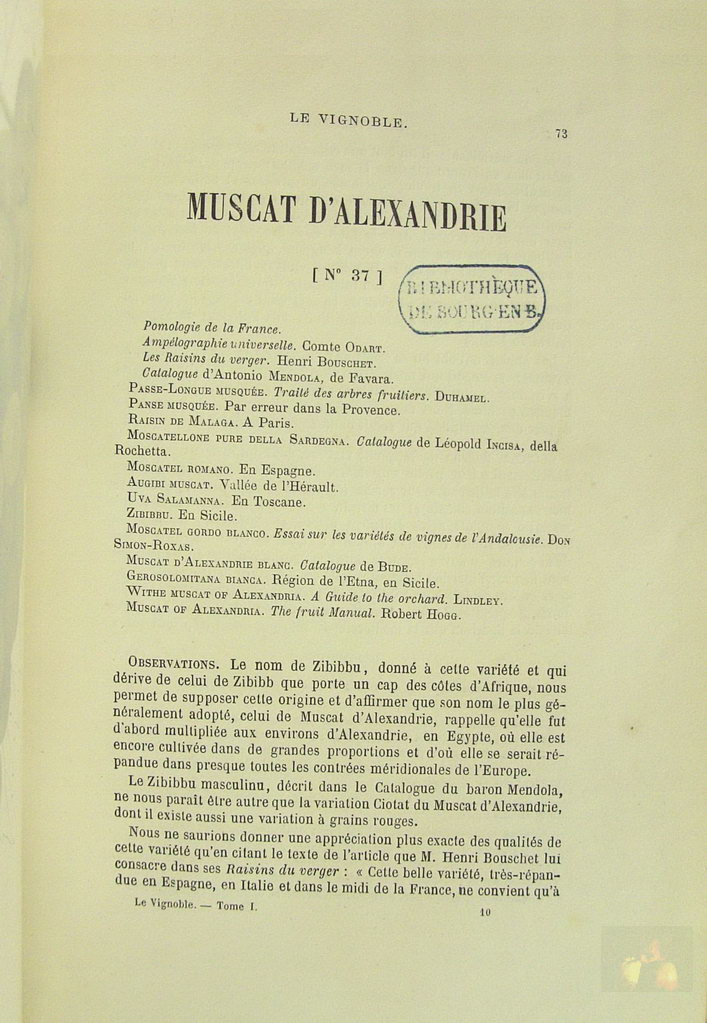 LE VIGNOBLE.
73
MUSCAT D'ALEXANDRIE
[ N° 37 ]
BIBLIOTHÈQUE
DE BOURG-EN-B.
Pomologie de la France.
Ampélographie universelle. Comte ODART.
Les Raisins du verger. Henri BOUSCHET.
Catalogue d'Antonio MENDOLA, de Favara.
PASSE-LONGUE MUSQUÉE. Traité des arbres fruitiers. DUHAMEL.
PANSE MUSQUÉE. Par erreur dans la Provence.
RAISIN DE MALAGA. A Paris.
MOSCATELLONE PURE DELLA SARDEGNA. Catalogue de Léopold INCISA, della
Rochetta.
MOSCATEL ROMANO. En Espagne.
AUGIBI MUSCAT. Vallée de l'Hérault.
UVA SALAMANNA. En Toscane.
ZIBIBBU. En Sicile.
MOSCATEL GORDO BLANCO. Essai sur les variétés de vignes de l'Andalousie. DON
SIMON-ROXAS.
MUSCAT D'ALEXANDRIE BLANC. Catalogue de BUDE.
GEROSOLOMITANA BIANCA. Région de l'Etna, en Sicile.
WITHE MUSCAT OF ALEXANDRIA. A Guide to the orchard. LINDLEY.
MUSCAT OF ALEXANDRIA. The fruit Manual. Robert HOGG.
OBSERVATIONS. Le nom de Zibibbu, donné à cette variété et qui
dérive de celui de Zibibb que porte un cap des côtes d'Afrique, nous
permet de supposer cette origine et d'affirmer que son nom le plus gé-
néralement adopté, celui de Muscat d'Alexandrie, rappelle qu'elle fut
d'abord multipliée aux environs d'Alexandrie, en Egypte, où elle est
encore cultivée dans de grandes proportions et d'où elle se serait ré-
pandue dans presque toutes les contrées méridionales de l'Europe.
Le Zibibbu masculinu, décrit dans le Catalogue du baron Mendola,
ne nous paraît être autre que la variation Ciotat du Muscat d'Alexandrie,
dont il existe aussi une variation à grains rouges.
Nous ne saurions donner une appréciation plus exacte des qualités de
cette variété qu'en citant le texte de l'article que M. Henri Bouschet lui
consacre dans ses Raisins du verger : « Cette belle variété, très-répan-
due en Espagne, en Italie et dans le midi de la France, ne convient qu'à
Le Vignoble. — Tome I.
10